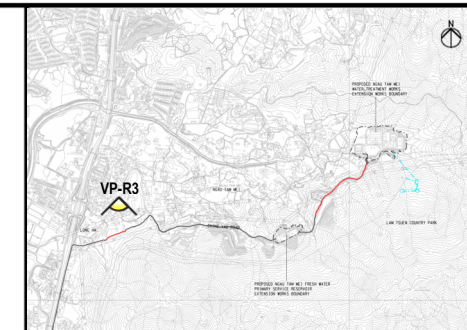 N
PROPOSED NGAU TAM MEI
WATER TREATMENT WORKS
EXTENSION WORKS BOUNDARY
VP-R3
NGAU TAM MEI
LAM TSUEN COUNTRY PARK
PROPOSED NGAU TAM MEI FRESH WATER
PRIMARY SERVICE RESERVOIR
EXTENSION WORKS BOUNDARY